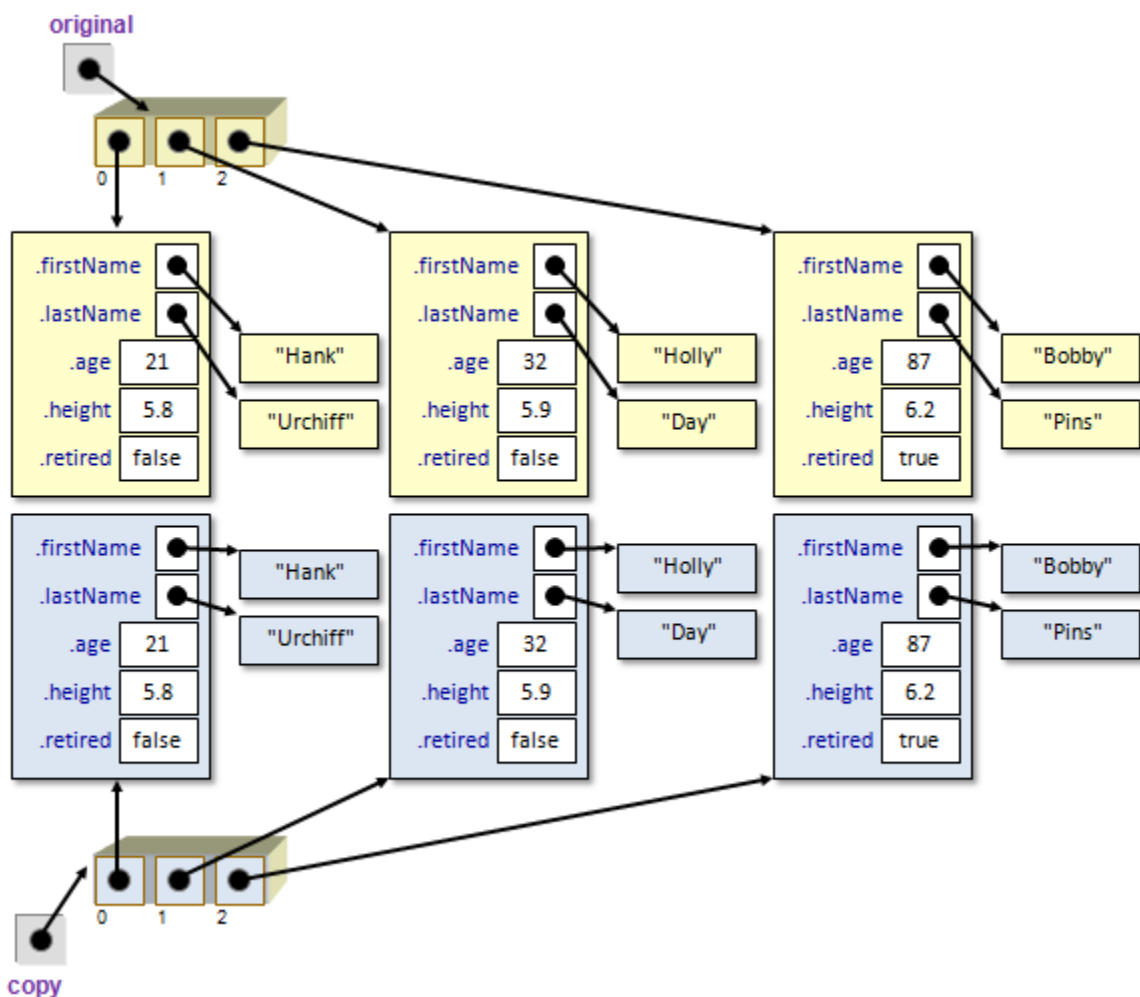 original
0 1 2
.firstName .firstName .firstName
.lastName .lastName .lastName
"Hank" "Holly" "Bobby"
.age 21 .age 32 .age 87
.height 5.8 .height 5.9 .height 6.2
"Urchiff" "Day" "Pins"
.retired false .retired false .retired true
.firstName .firstName .firstName
"Hank" "Holly" "Bobby"
.lastName .lastName .lastName
"Urchiff" "Day" "Pins"
.age 21 .age 32 .age 87
.height 5.8 .height 5.9 .height 6.2
.retired false .retired false .retired true
0 1 2
copy